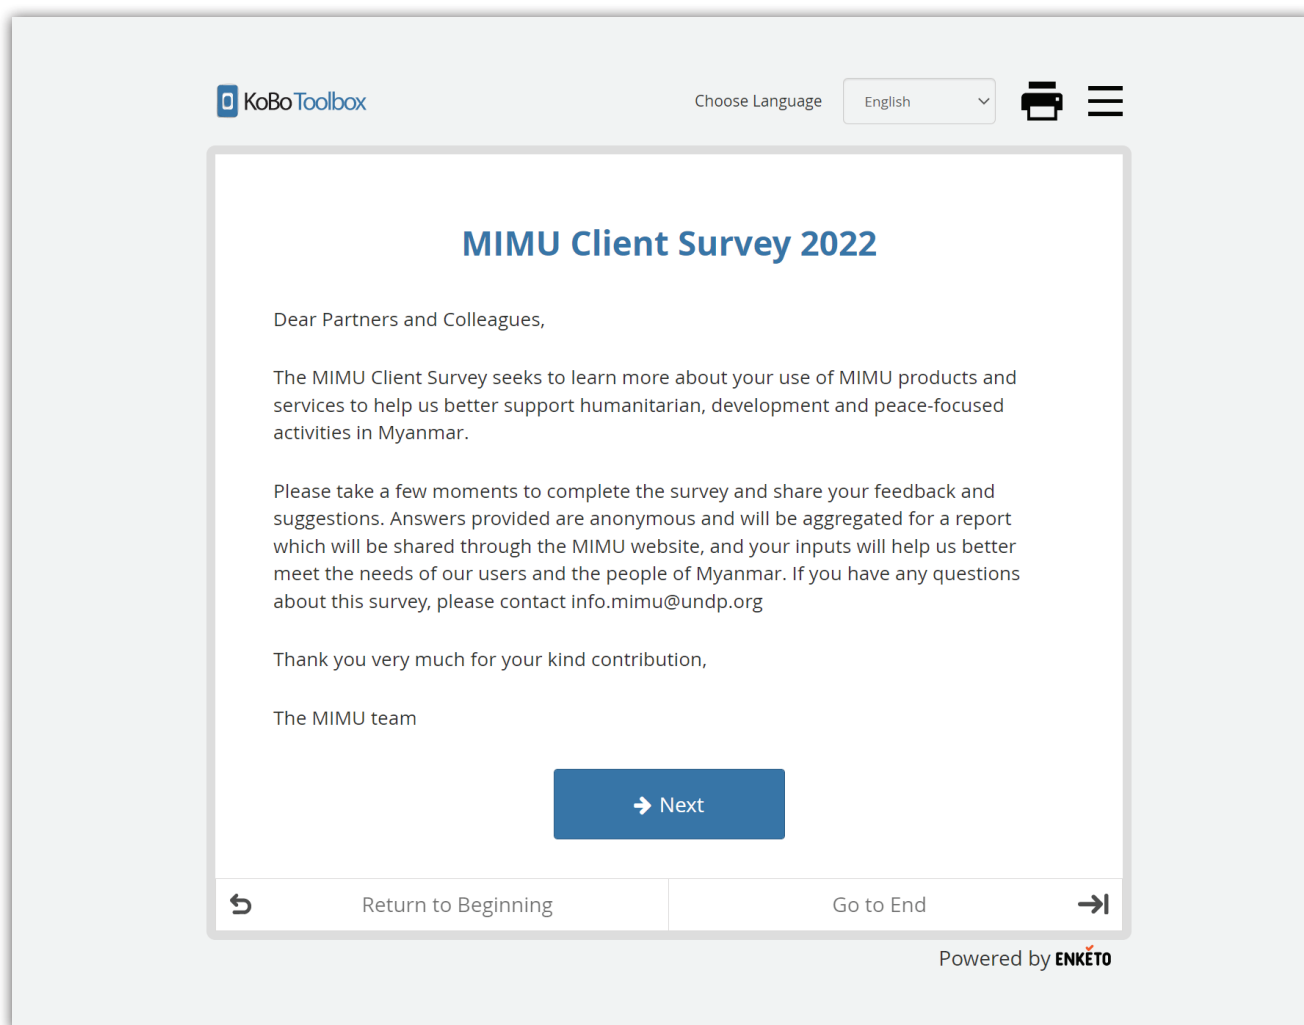 KoBo Toolbox
Choose Language
English
MIMU Client Survey 2022
Dear Partners and Colleagues,
The MIMU Client Survey seeks to learn more about your use of MIMU products and
services to help us better support humanitarian, development and peace-focused
activities in Myanmar.
Please take a few moments to complete the survey and share your feedback and
suggestions. Answers provided are anonymous and will be aggregated for a report
which will be shared through the MIMU website, and your inputs will help us better
meet the needs of our users and the people of Myanmar. If you have any questions
about this survey, please contact info.mimu@undp.org
Thank you very much for your kind contribution,
The MIMU team
Next
Return to Beginning
Go to End
Powered by ENKETO